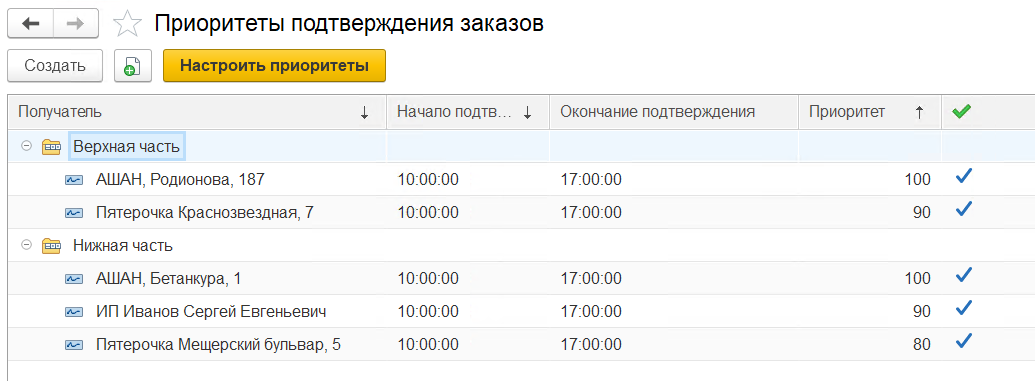 Приоритеты подтверждения заказов
Создать Настроить приоритеты
Получатель ↓ Начало подтв... ↓ Окончание подтверждения Приоритет ↑
Верхная часть
АШАН, Родионова, 187 10:00:00 17:00:00 100
Пятерочка Краснозвездная, 7 10:00:00 17:00:00 90
Нижная часть
АШАН, Бетанкура, 1 10:00:00 17:00:00 100
ИП Иванов Сергей Евгеньевич 10:00:00 17:00:00 90
Пятерочка Мещерский бульвар, 5 10:00:00 17:00:00 80